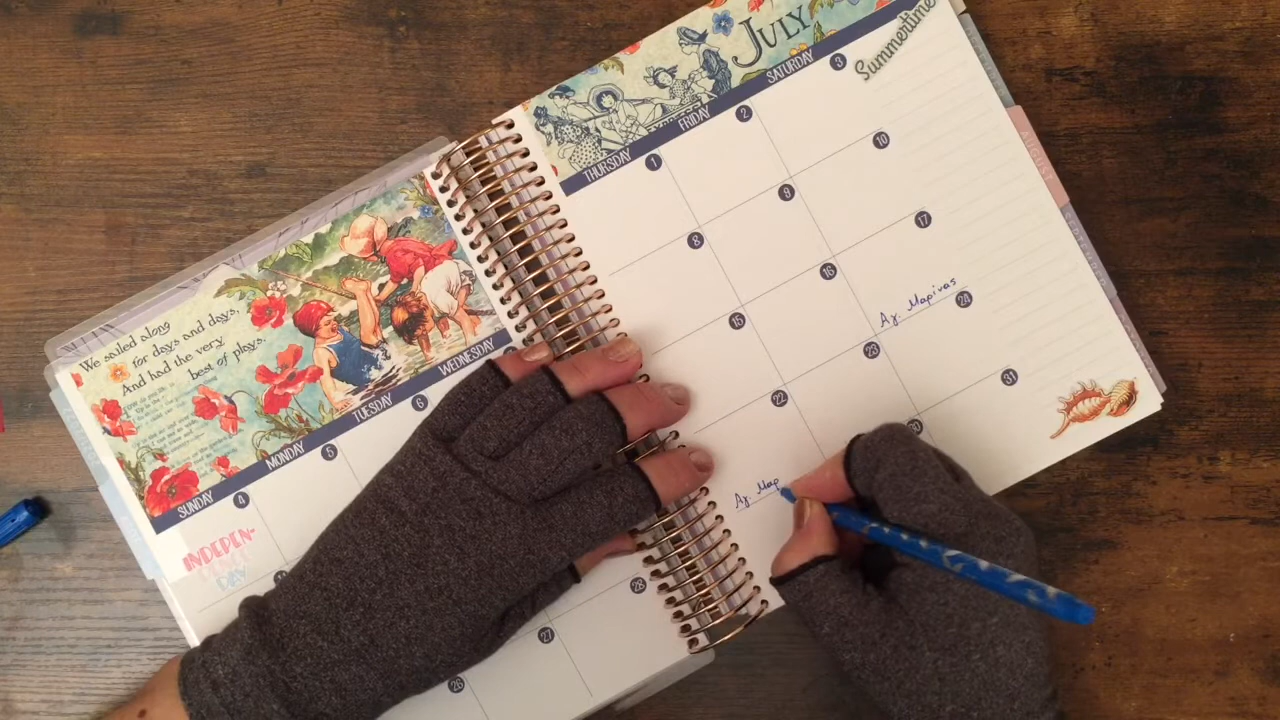 We sailed along
for days and days,
And had the very
best of plays.
SUNDAY
MONDAY
TUESDAY
WEDNESDAY
4
5
6
INDEPEN-
DAY
26
27
28
JULY
Summertime
THURSDAY
FRIDAY
SATURDAY
1
2
3
8
9
10
15
16
17
Αγ. Μαρίνας
22
23
24
Αγ. Μαρ
30
31
AUGUST